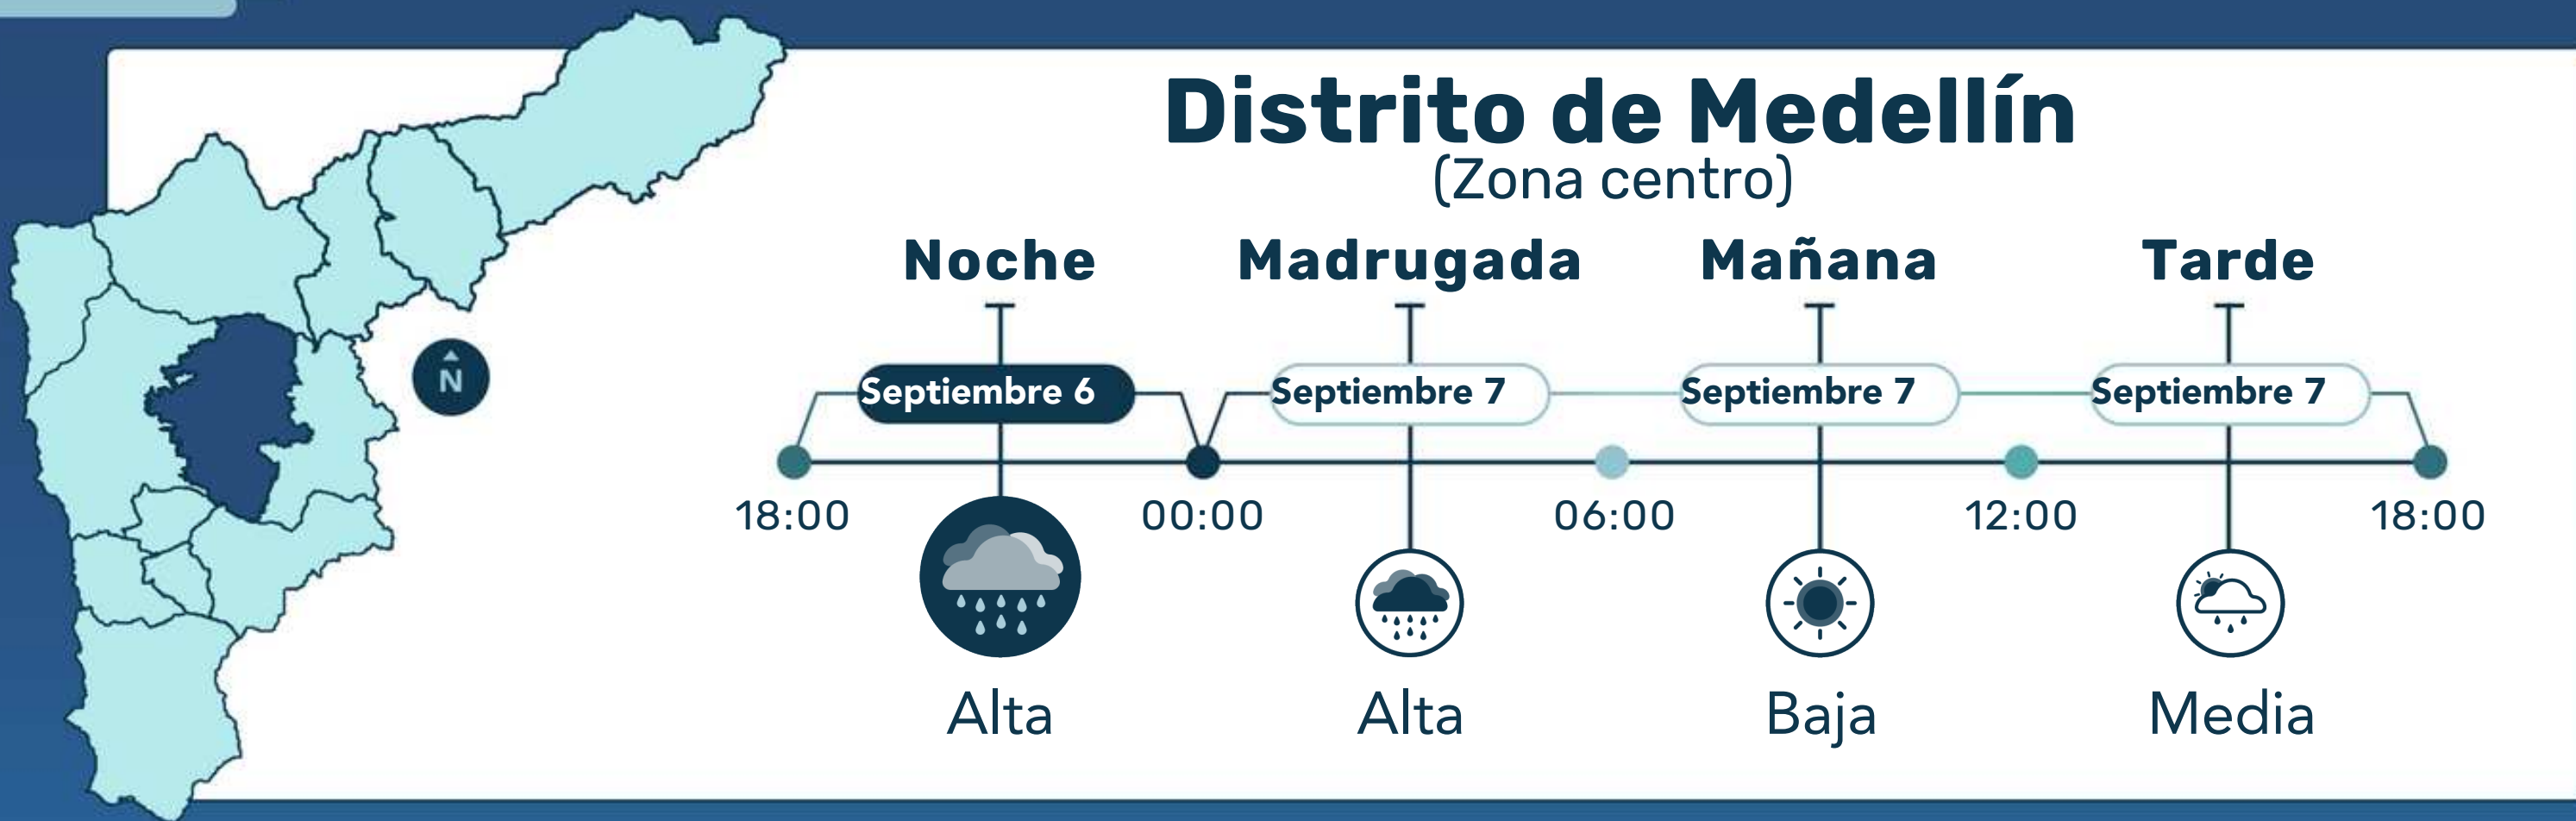 Distrito de Medellín
(Zona centro)
Noche Madrugada Mañana Tarde
N
Septiembre 6 Septiembre 7 Septiembre 7 Septiembre 7
18:00 00:00 06:00 12:00 18:00
Alta Alta Baja Media